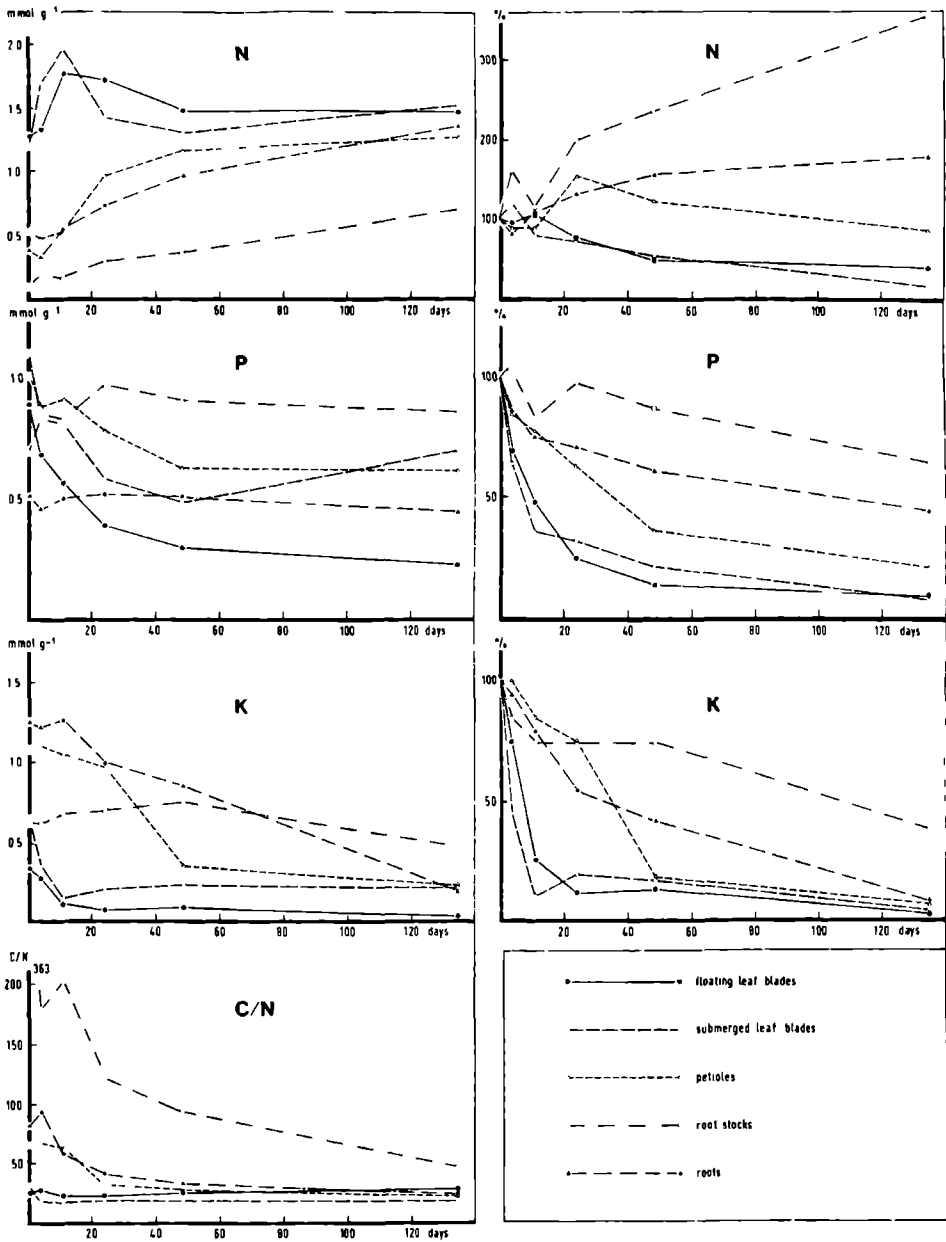 mmol g⁻¹
N
2.0
1.5
1.0
0.5
20 40 60 80 100 120 days
%
N
300
200
100
20 40 60 80 100 120 days
mmol g⁻¹
P
1.0
0.5
20 40 60 80 100 120 days
%
P
100
50
20 40 60 80 100 120 days
mmol g⁻¹
K
1.5
1.0
0.5
20 40 60 80 100 120 days
%
K
100
50
20 40 60 80 100 120 days
C/N
363
C/N
200
150
100
50
20 40 60 80 100 120 days
floating leaf blades
submerged leaf blades
petioles
root stocks
roots